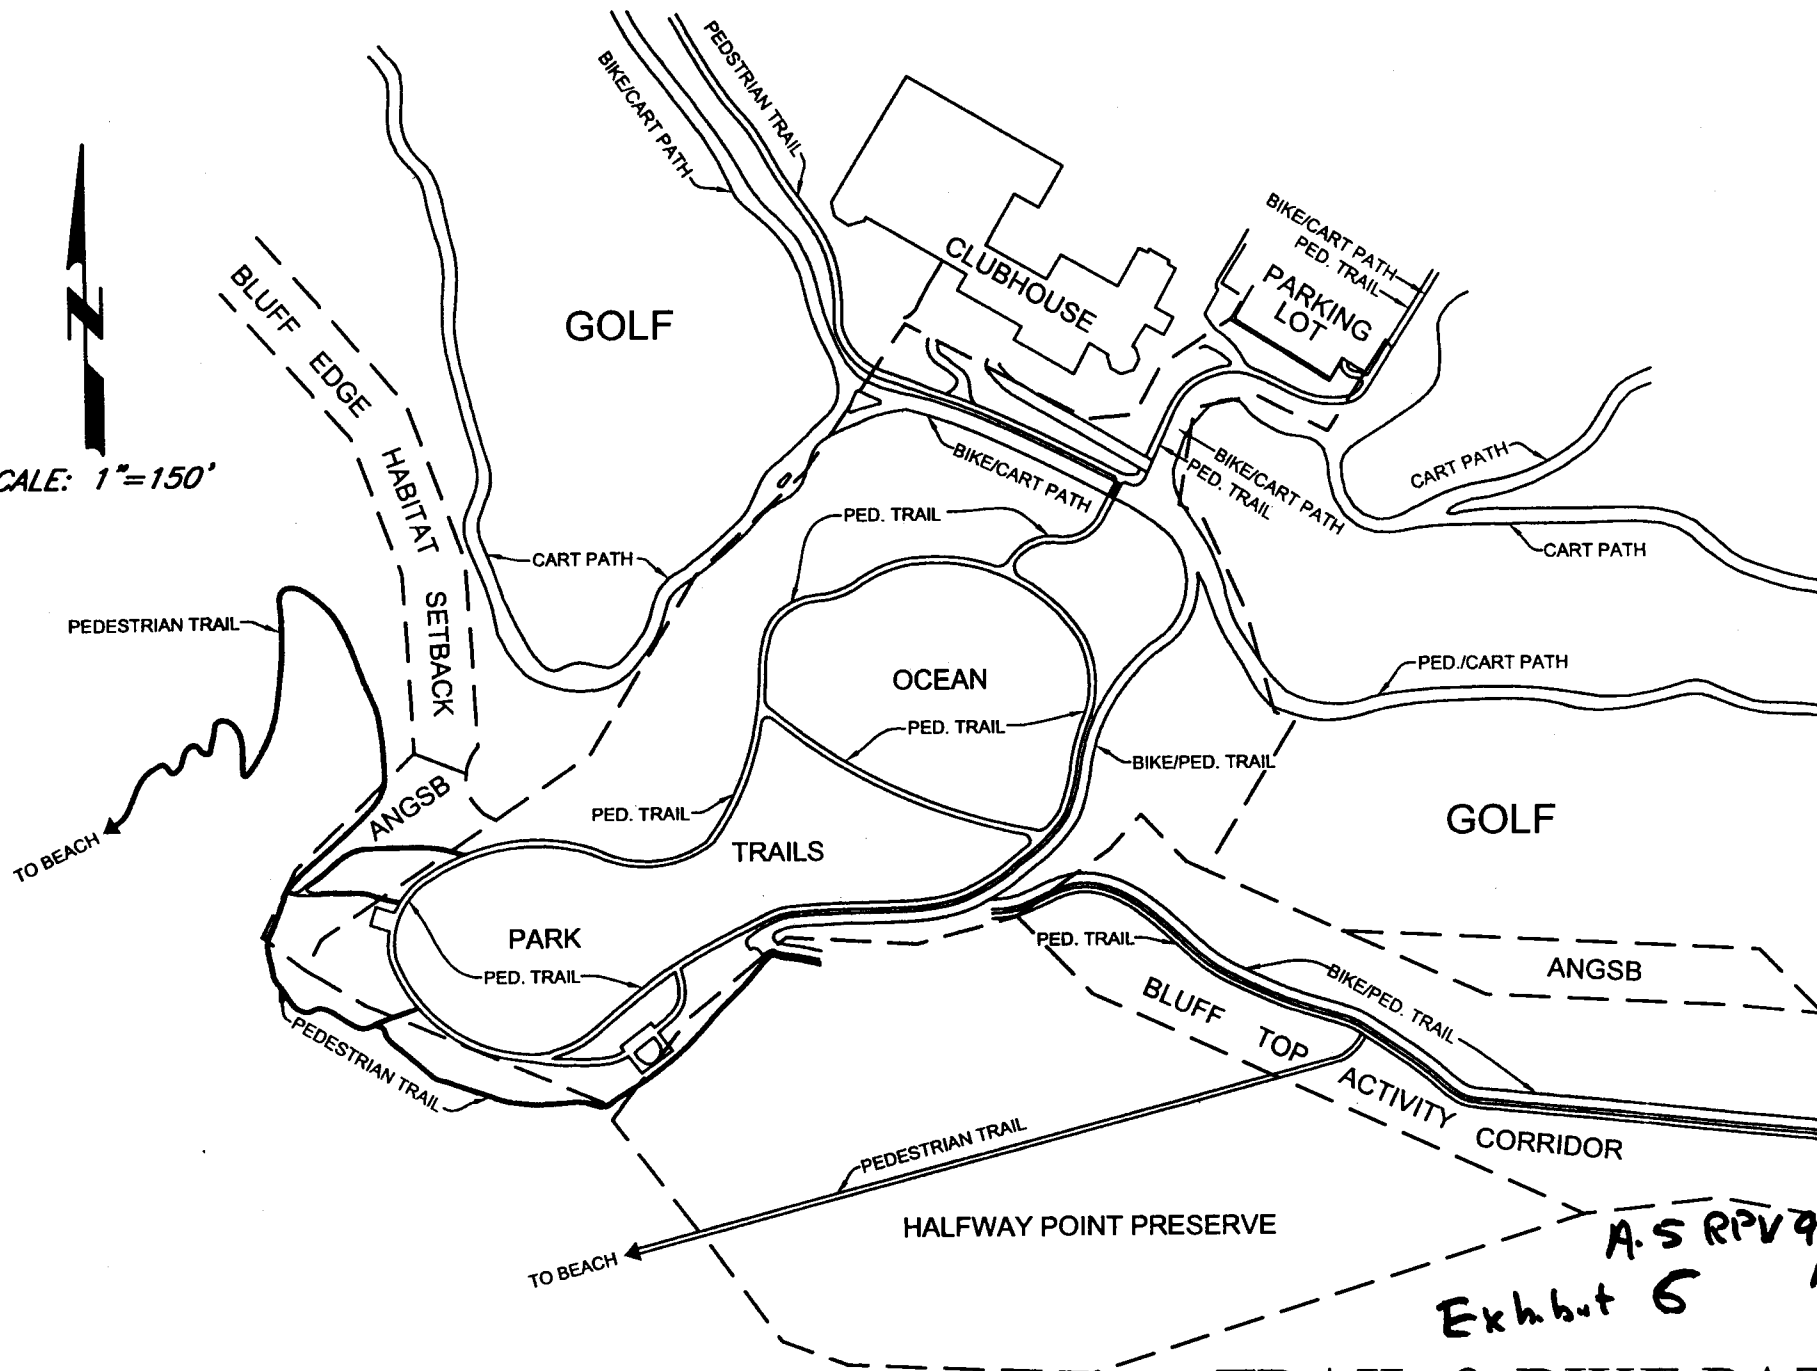 PEDSTRIAN TRAIL
BIKE/CART PATH
CLUBHOUSE
BIKE/CART PATH
PED. TRAIL
PARKING
LOT
GOLF
BLUFF EDGE HABITAT SETBACK
CALE: 1"=150'
BIKE/CART PATH
BIKE/CART PATH
PED. TRAIL
CART PATH
CART PATH
PED. TRAIL
CART PATH
PEDESTRIAN TRAIL
OCEAN
PED./CART PATH
PED. TRAIL
BIKE/PED. TRAIL
ANGSB
PED. TRAIL
GOLF
TO BEACH
TRAILS
PARK
PED. TRAIL
PED. TRAIL
ANGSB
BIKE/PED. TRAIL
PEDESTRIAN TRAIL
BLUFF TOP ACTIVITY CORRIDOR
PEDESTRIAN TRAIL
HALFWAY POINT PRESERVE
TO BEACH
A.5 RPV 9
Exhibit 6